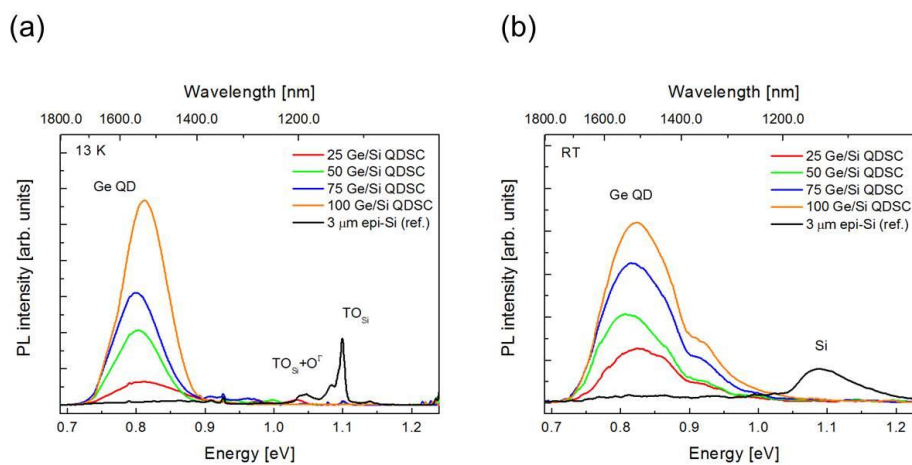 (a)
Wavelength [nm]
1800.0 1600.0 1400.0 1200.0
13 K
Ge QD
25 Ge/Si QDSC
50 Ge/Si QDSC
75 Ge/Si QDSC
100 Ge/Si QDSC
3 μm epi-Si (ref.)
TO_Si
TO_Si+O^Γ
PL intensity [arb. units]
0.7 0.8 0.9 1.0 1.1 1.2
Energy [eV]
(b)
Wavelength [nm]
1800.0 1600.0 1400.0 1200.0
RT
Ge QD
25 Ge/Si QDSC
50 Ge/Si QDSC
75 Ge/Si QDSC
100 Ge/Si QDSC
3 μm epi-Si (ref.)
Si
PL intensity [arb. units]
0.7 0.8 0.9 1.0 1.1 1.2
Energy [eV]